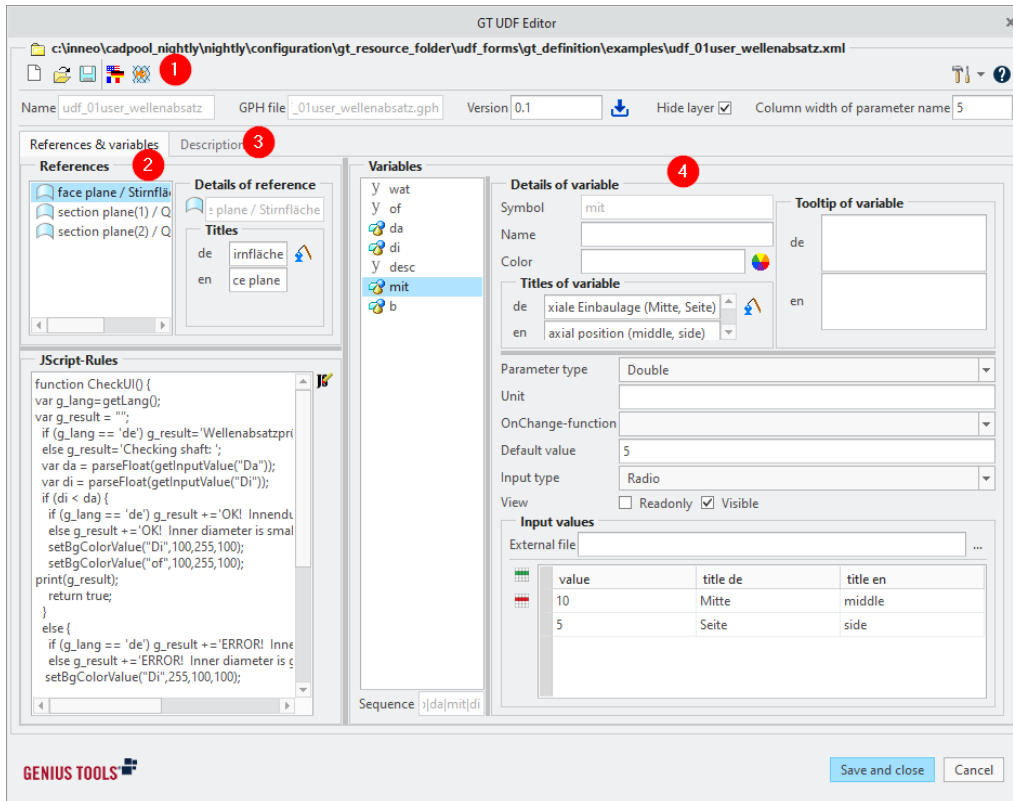 GT UDF Editor
c:\inneo\cadpool_nightly\nightly\configuration\gt_resource_folder\udf_forms\gt_definition\examples\udf_01user_wellenabsatz.xml
1
Name udf_01user_wellenabsatz GPH file _01user_wellenabsatz.gph Version 0.1 Hide layer Column width of parameter name 5
References & variables Description
2 3
References
face plane / Stirnflä
section plane(1) / Q
section plane(2) / Q
Details of reference
plane / Stirnfläche
Titles
de irnfläche
en ce plane
JScript-Rules
function CheckUI() {
var g_lang=getLang();
var g_result = "";
if (g_lang == 'de') g_result='Wellenabsatzprü
else g_result='Checking shaft: ';
var da = parseFloat(getInputValue("Da"));
var di = parseFloat(getInputValue("Di"));
if (di < da) {
if (g_lang == 'de') g_result +='OK! Innendu
else g_result +='OK! Inner diameter is smal
setBgColorValue("Di",100,255,100);
setBgColorValue("of",100,255,100);
print(g_result);
return true;
}
else {
if (g_lang == 'de') g_result +='ERROR! Inne
else g_result +='ERROR! Inner diameter is g
setBgColorValue("Di",255,100,100);
Variables
y wat
y of
da
di
y desc
mit
b
Sequence |da|mit|di
4
Details of variable
Symbol mit
Name
Color
Titles of variable
de xiale Einbaulage (Mitte, Seite)
en axial position (middle, side)
Tooltip of variable
de
en
Parameter type Double
Unit
OnChange-function
Default value 5
Input type Radio
View Readonly Visible
Input values
External file ...
value title de title en
10 Mitte middle
5 Seite side
GENIUS TOOLS
Save and close Cancel